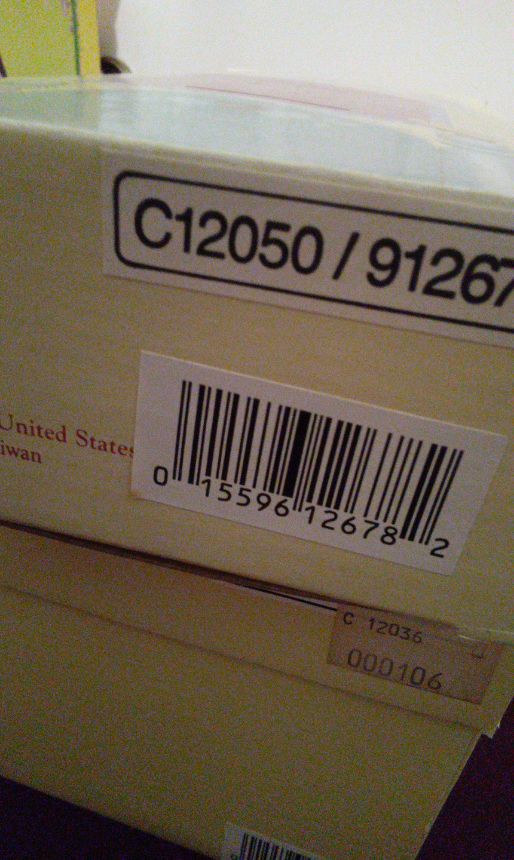 C12050 / 91267
United States
iwan
0 15596 12678 2
C 12036
000106